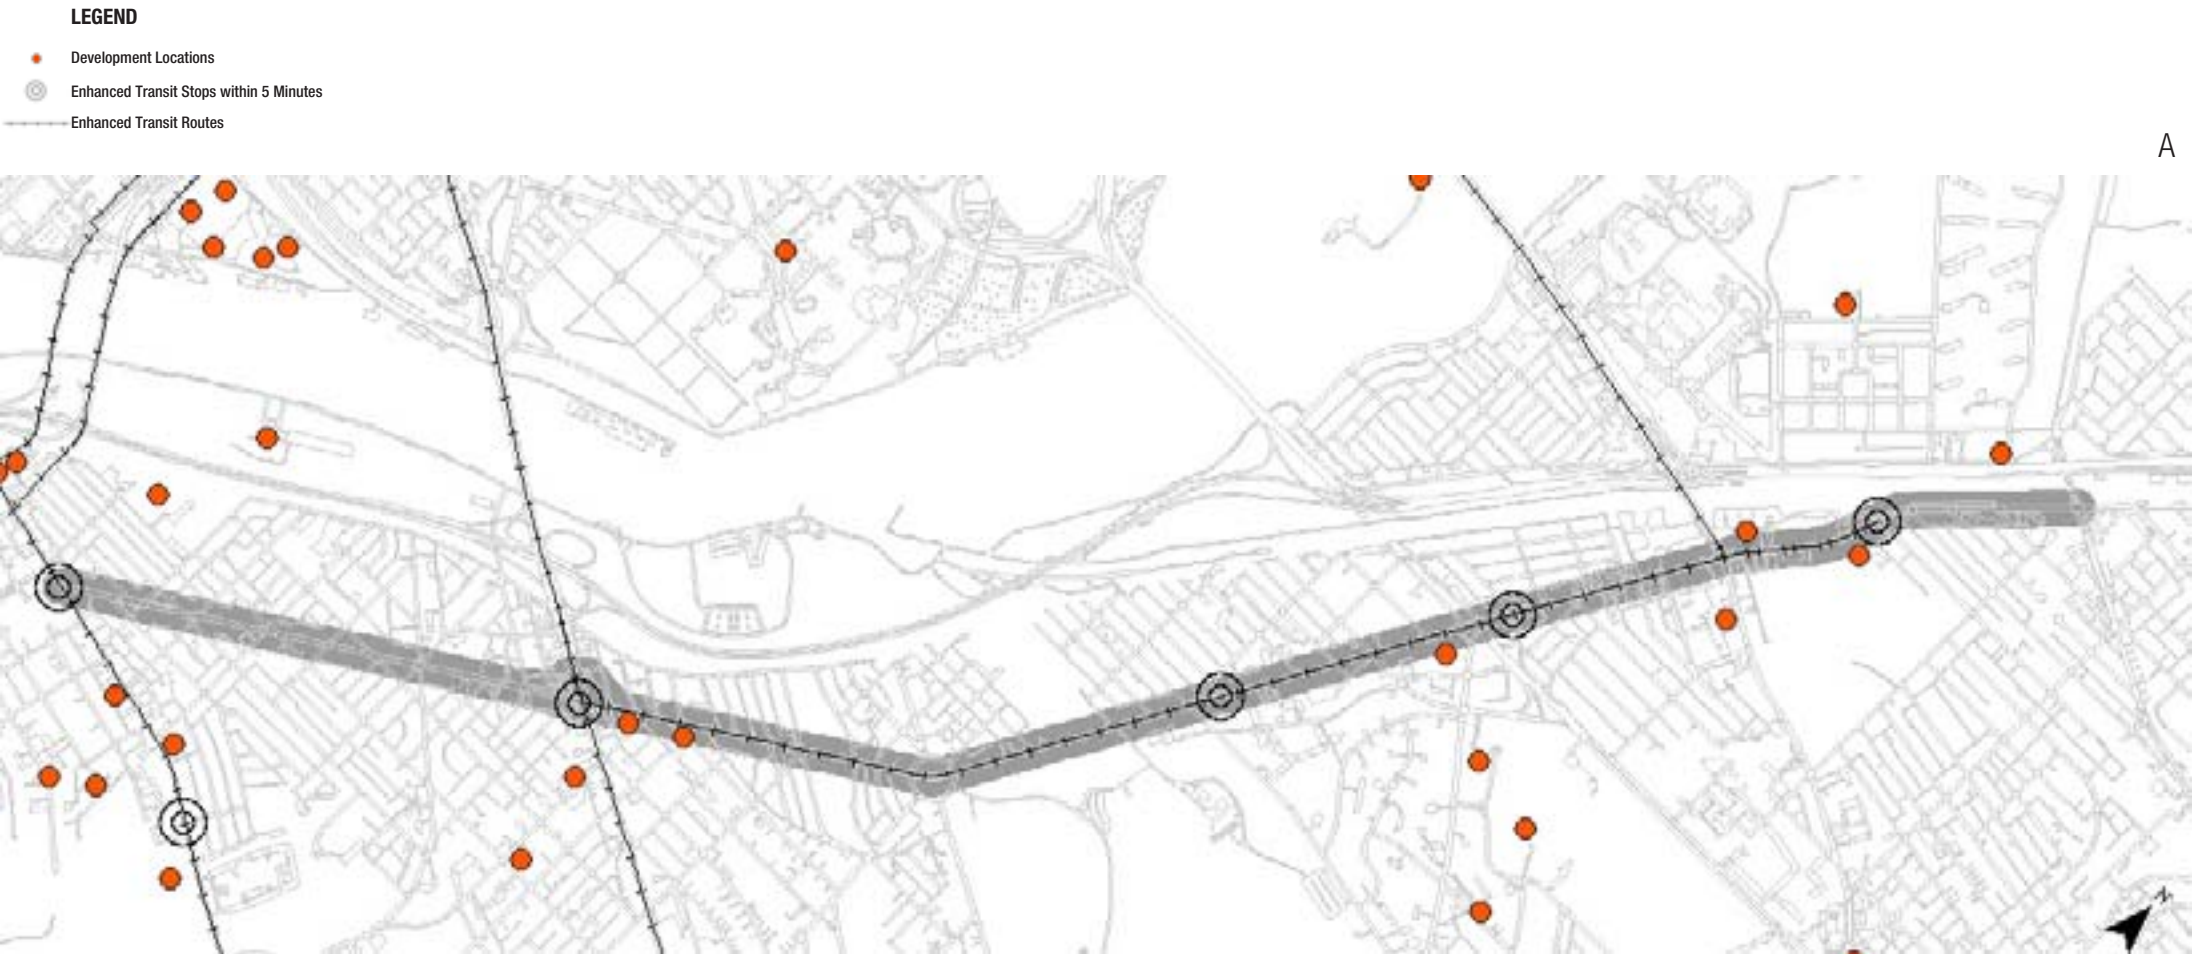 LEGEND
Development Locations
Enhanced Transit Stops within 5 Minutes
Enhanced Transit Routes
A
N